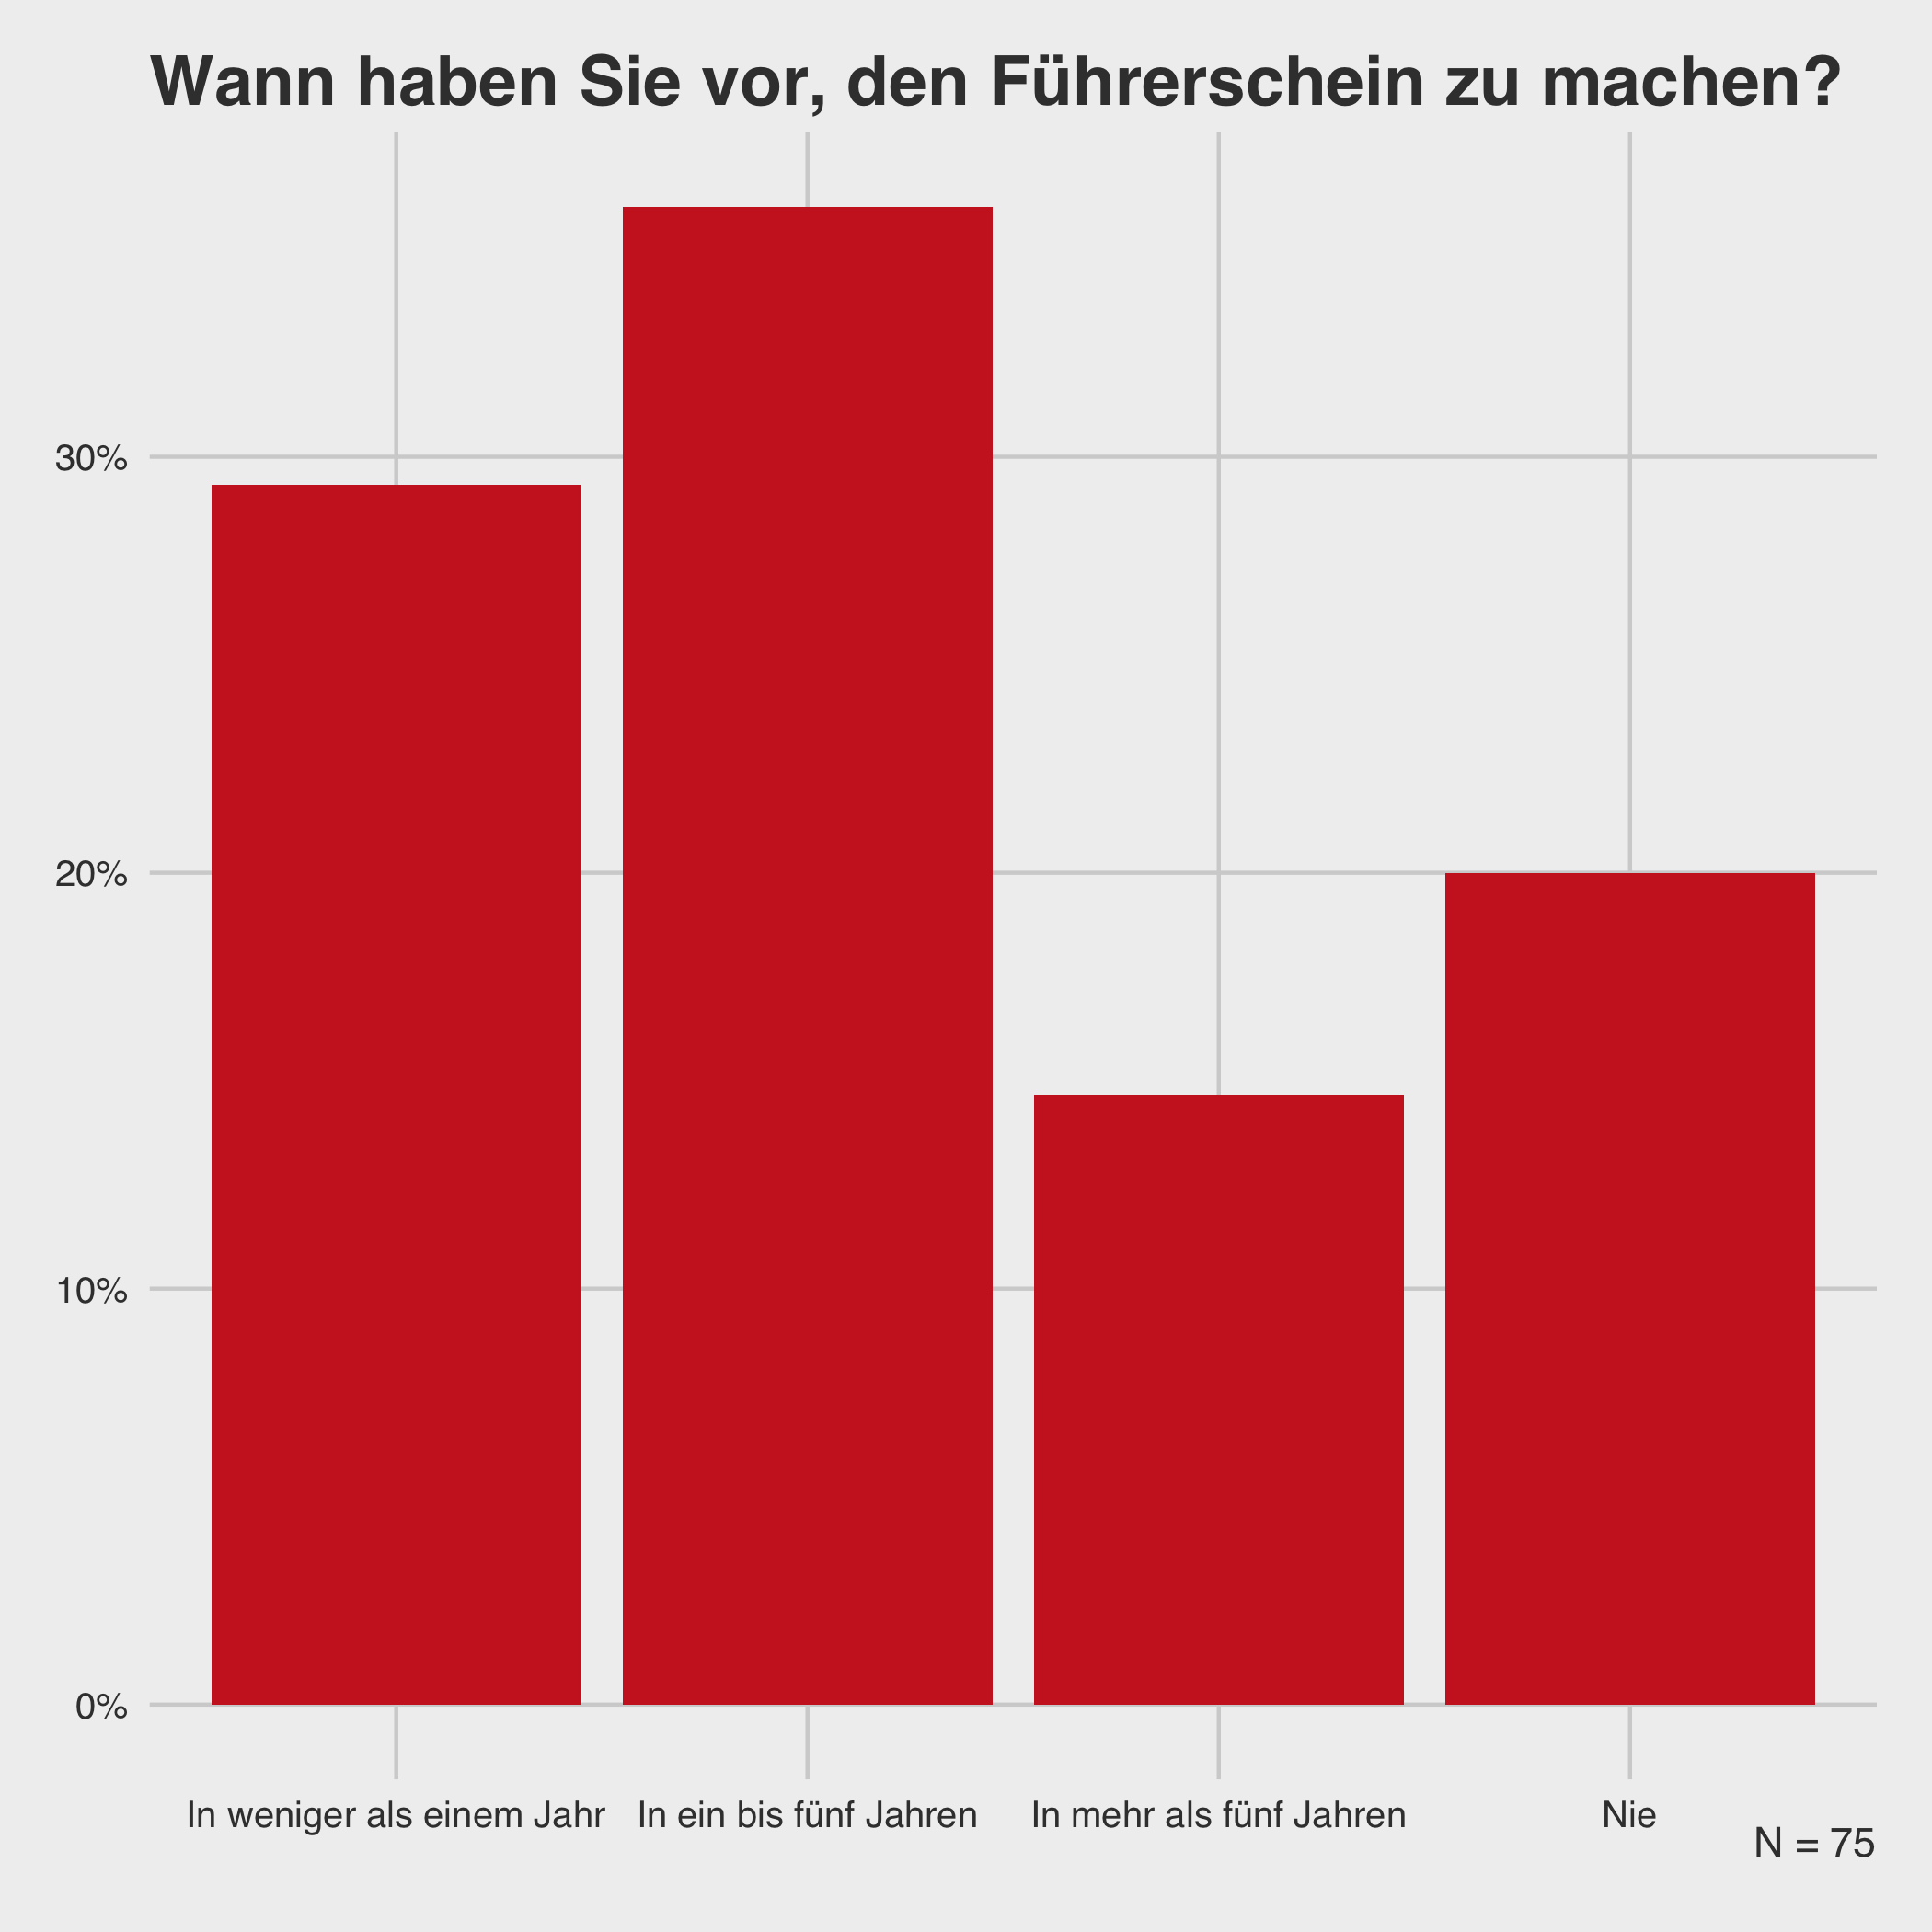 Wann haben Sie vor, den Führerschein zu machen?
30%
20%
10%
0%
In weniger als einem Jahr
In ein bis fünf Jahren
In mehr als fünf Jahren
Nie
N = 75